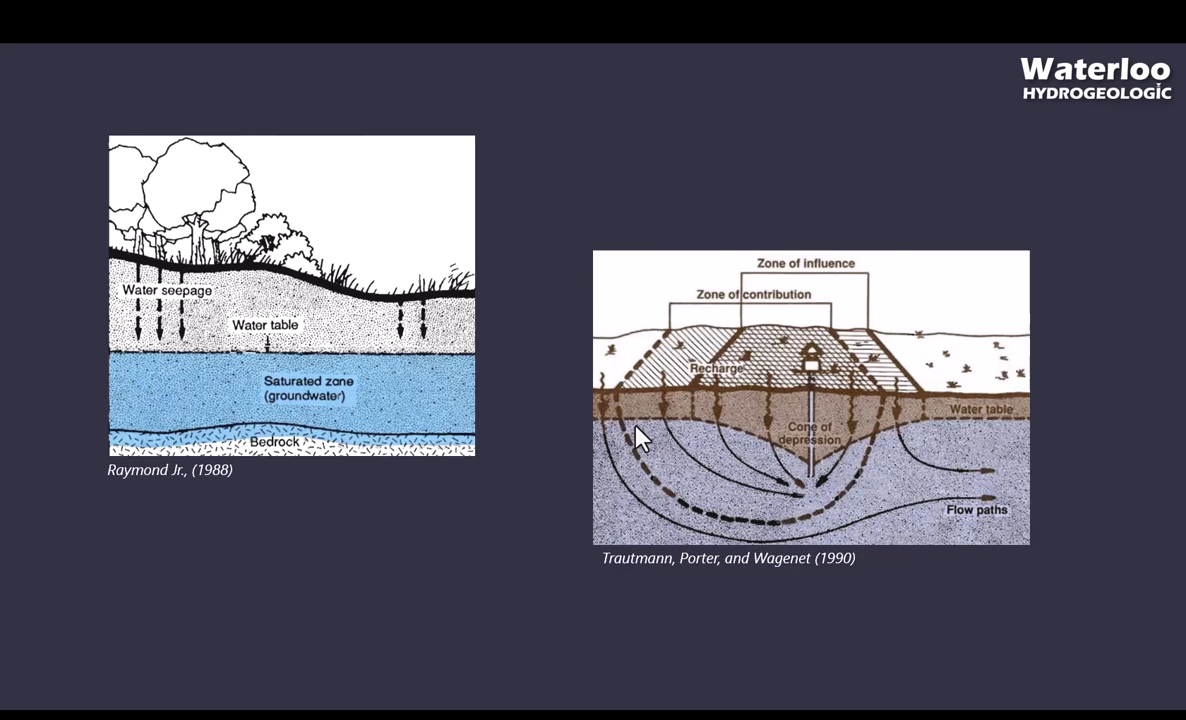 Waterloo
HYDROGEOLOGIC
Water seepage
Water table
Saturated zone
(groundwater)
Bedrock
Raymond Jr., (1988)
Zone of influence
Zone of contribution
Recharge
Water table
Cone of
depression
Flow paths
Trautmann, Porter, and Wagenet (1990)